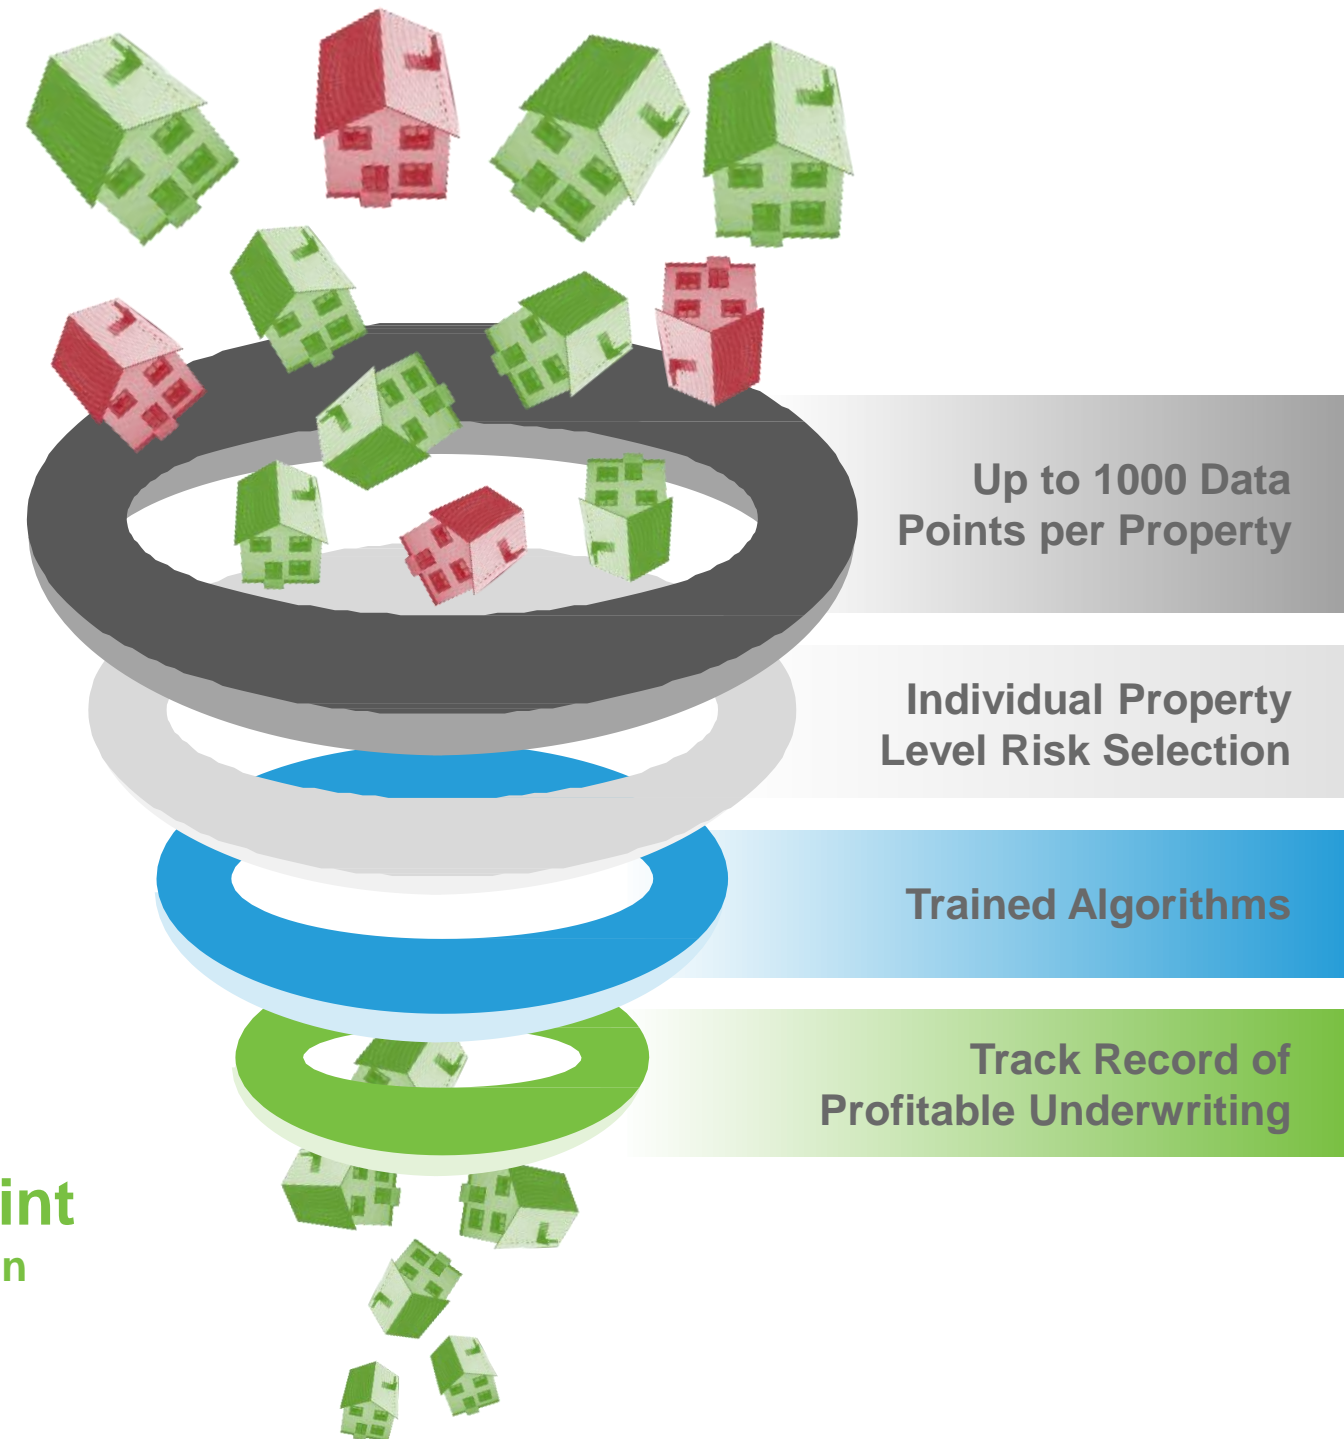 Up to 1000 Data
Points per Property
Individual Property
Level Risk Selection
Trained Algorithms
Track Record of
Profitable Underwriting
int
n